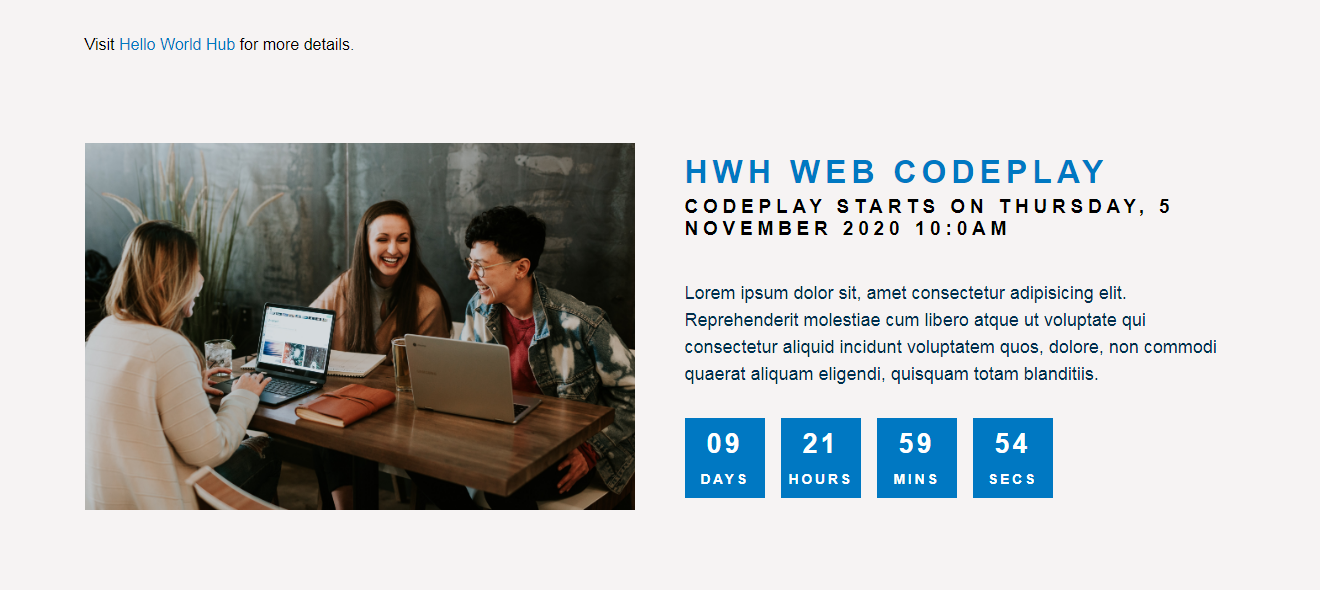 Visit Hello World Hub for more details.
HWH WEB CODEPLAY
CODEPLAY STARTS ON THURSDAY, 5
NOVEMBER 2020 10:0AM
Lorem ipsum dolor sit, amet consectetur adipisicing elit.
Reprehenderit molestiae cum libero atque ut voluptate qui
consectetur aliquid incidunt voluptatem quos, dolore, non commodi
quaerat aliquam eligendi, quisquam totam blanditiis.
09 21 59 54
DAYS HOURS MINS SECS